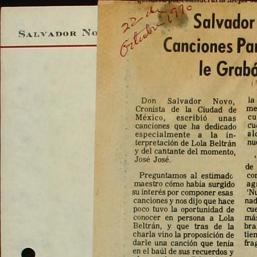 SALVADOR NO
22 de
Octubre 1970
Salvador
Canciones Par
le Grabó
Don Salvador Novo,
Cronista de la Ciudad de
México, escribió unas
canciones que ha dedicado
especialmente a la in-
terpretación de Lola Beltrán
y del cantante del momento,
José José.
Preguntamos al estimado
maestro cómo había surgido
su interés por componer esas
canciones y nos dijo que hace
poco tuvo la oportunidad de
conocer en persona a Lola
Beltrán, y que tras de la
charla vino la proposición de
darle una canción que tenía
en el baúl de sus recuerdos y